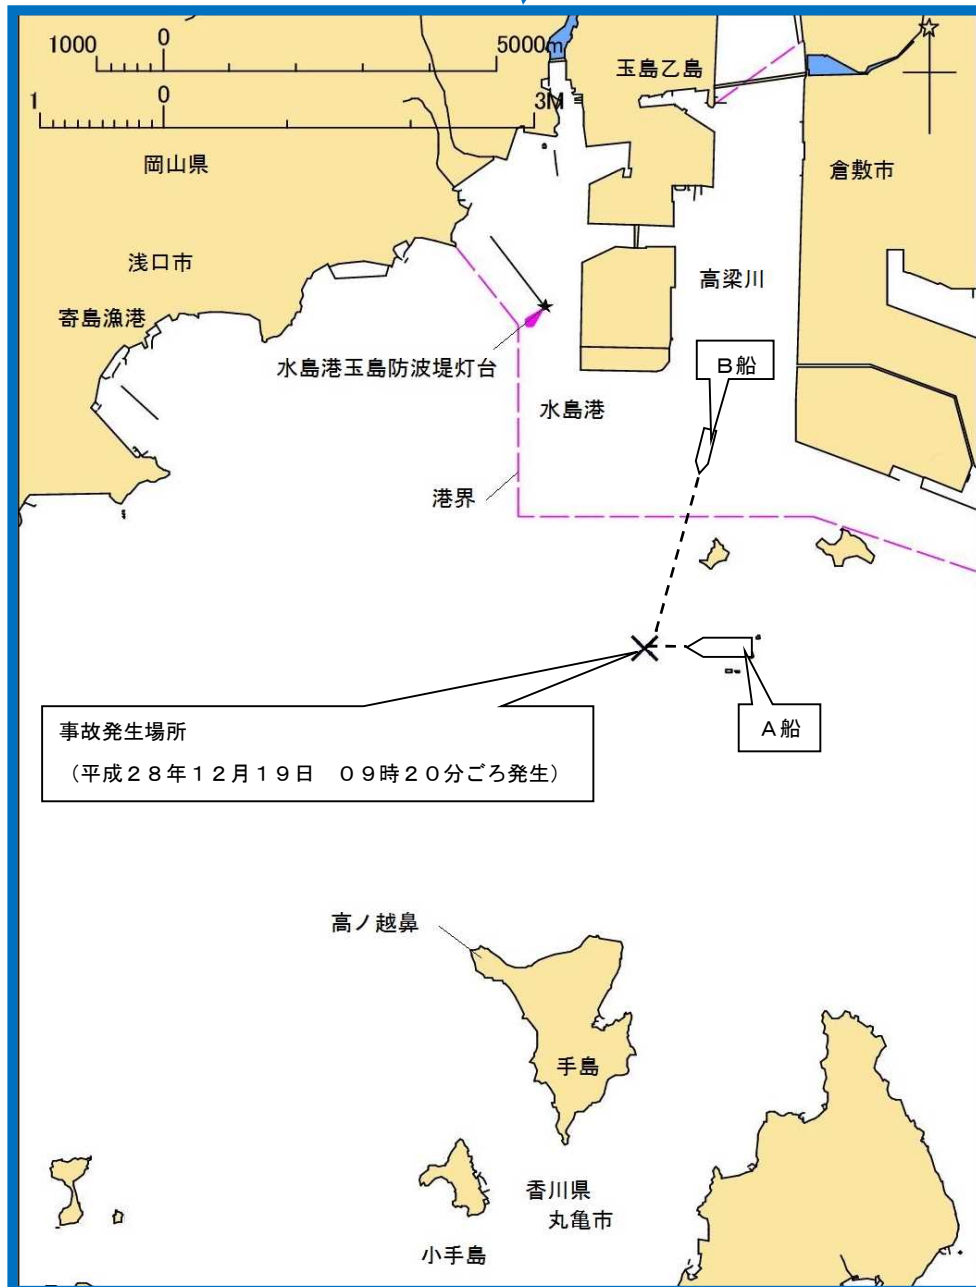 1000 0 5000m
1 0 3M
玉島乙島
岡山県
倉敷市
浅口市
高梁川
寄島漁港
水島港玉島防波堤灯台
B船
水島港
港界
A船
事故発生場所
(平成28年12月19日 09時20分ごろ発生)
高ノ越鼻
手島
香川県
丸亀市
小手島